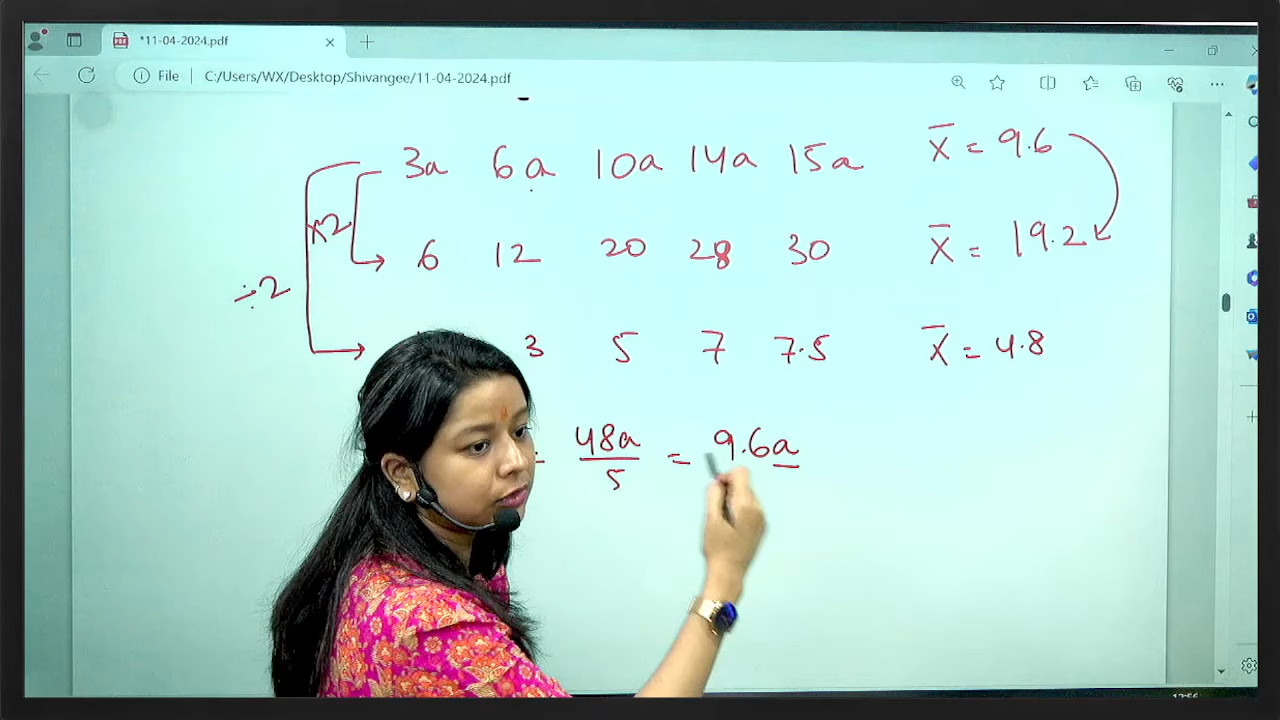 *11-04-2024.pdf
File C:/Users/WX/Desktop/Shivangee/11-04-2024.pdf
3a 6a 10a 14a 15a x̄ = 9.6
×2
6 12 20 28 30 x̄ = 19.2
÷2
3 5 7 7.5 x̄ = 4.8
= 48a/5 = 9.6a